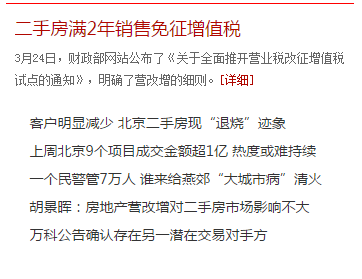 二手房满2年销售免征增值税
3月24日，财政部网站公布了《关于全面推开营业税改征增值税
试点的通知》，明确了营改增的细则。[详细]
客户明显减少 北京二手房现“退烧”迹象
上周北京9个项目成交金额超1亿 热度或难持续
一个民警管7万人 谁来给燕郊“大城市病”清火
胡景晖：房地产营改增对二手房市场影响不大
万科公告确认存在另一潜在交易对手方